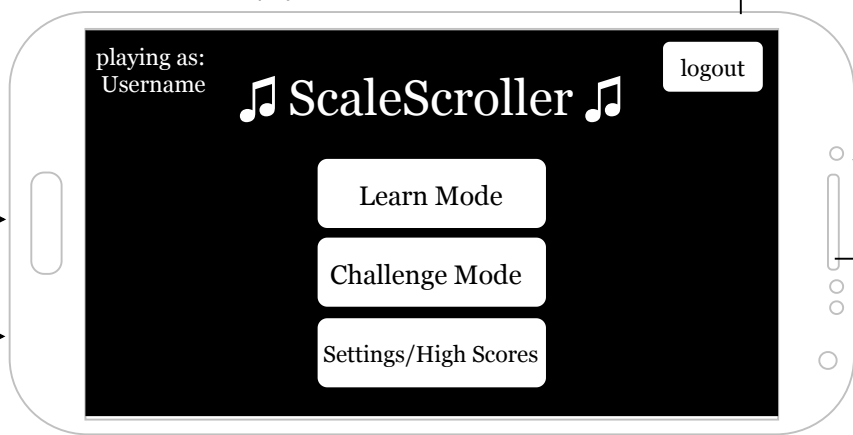 playing as:
Username
logout
♫ ScaleScroller ♫
Learn Mode
Challenge Mode
Settings/High Scores